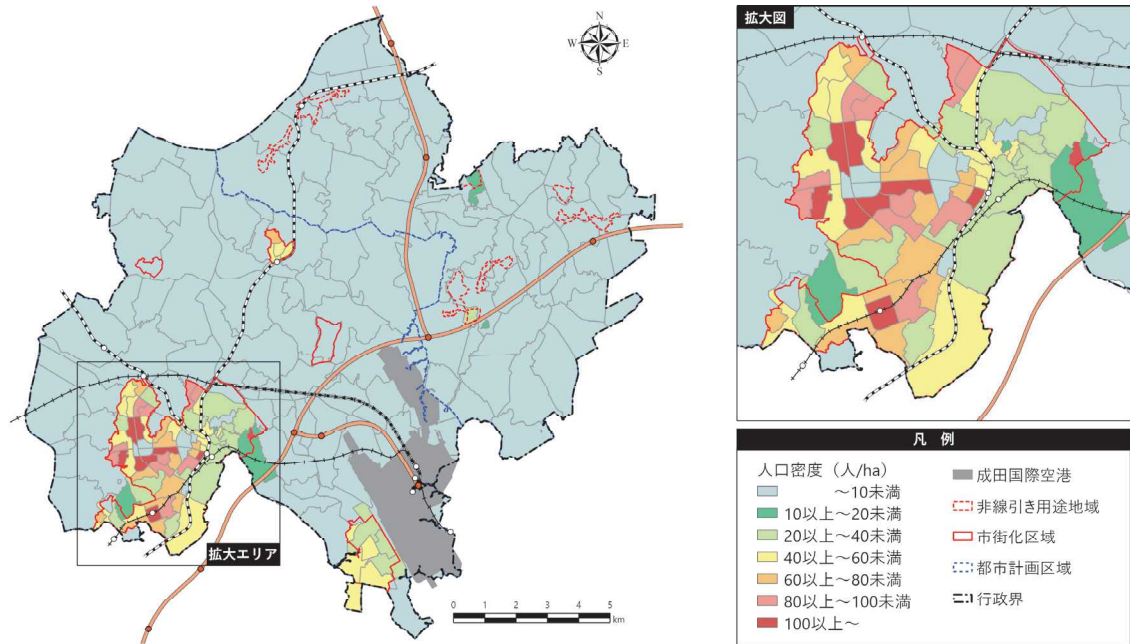 N
W
E
S
拡大エリア
0 1 2 3 4 5
km
拡大図
凡 例
人口密度（人/ha）
～10未満
10以上～20未満
20以上～40未満
40以上～60未満
60以上～80未満
80以上～100未満
100以上～
成田国際空港
非線引き用途地域
市街化区域
都市計画区域
行政界